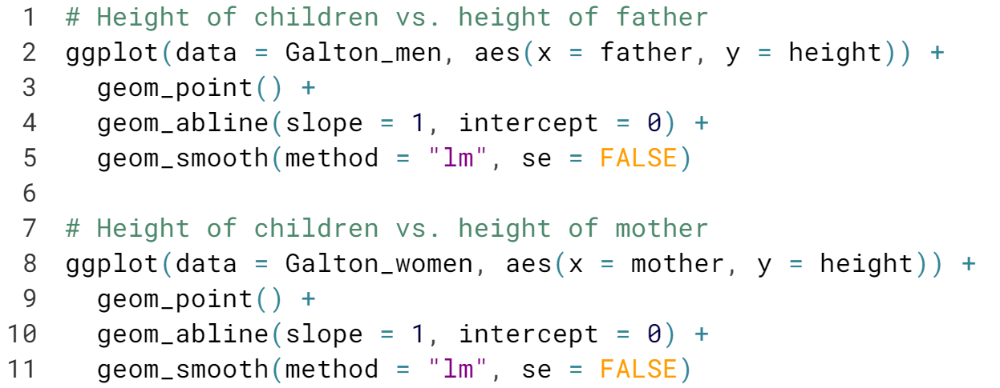 1 # Height of children vs. height of father
2 ggplot(data = Galton_men, aes(x = father, y = height)) +
3   geom_point() +
4   geom_abline(slope = 1, intercept = 0) +
5   geom_smooth(method = "lm", se = FALSE)
6
7 # Height of children vs. height of mother
8 ggplot(data = Galton_women, aes(x = mother, y = height)) +
9   geom_point() +
10   geom_abline(slope = 1, intercept = 0) +
11   geom_smooth(method = "lm", se = FALSE)